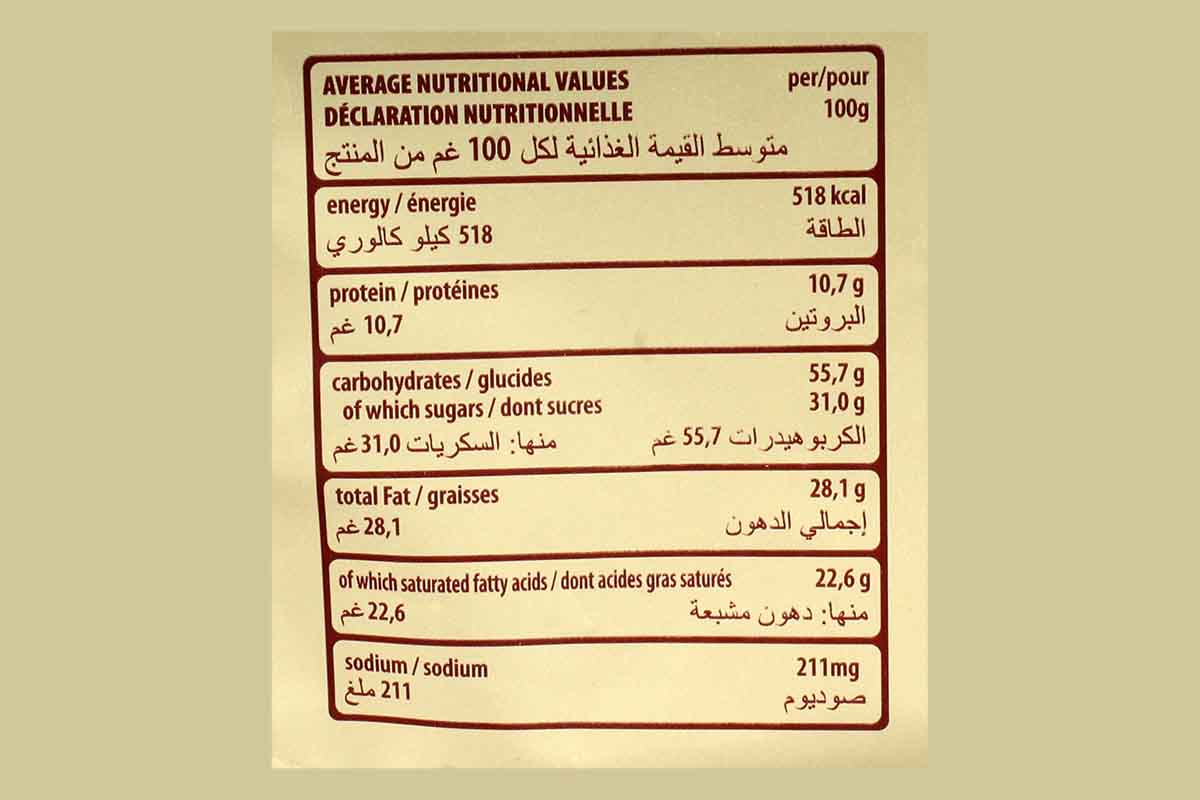 AVERAGE NUTRITIONAL VALUES per/pour
DÉCLARATION NUTRITIONNELLE 100g
متوسط القيمة الغذائية لكل 100 غم من المنتج
energy / énergie 518 kcal
الطاقة 518 كيلو كالوري
protein / protéines 10,7 g
البروتين 10,7 غم
carbohydrates / glucides 55,7 g
of which sugars / dont sucres 31,0 g
الكربوهيدرات 55,7 غم منها: السكريات 31,0 غم
total Fat / graisses 28,1 g
إجمالي الدهون 28,1 غم
of which saturated fatty acids / dont acides gras saturés 22,6 g
منها: دهون مشبعة 22,6 غم
sodium / sodium 211mg
صوديوم 211 ملغ